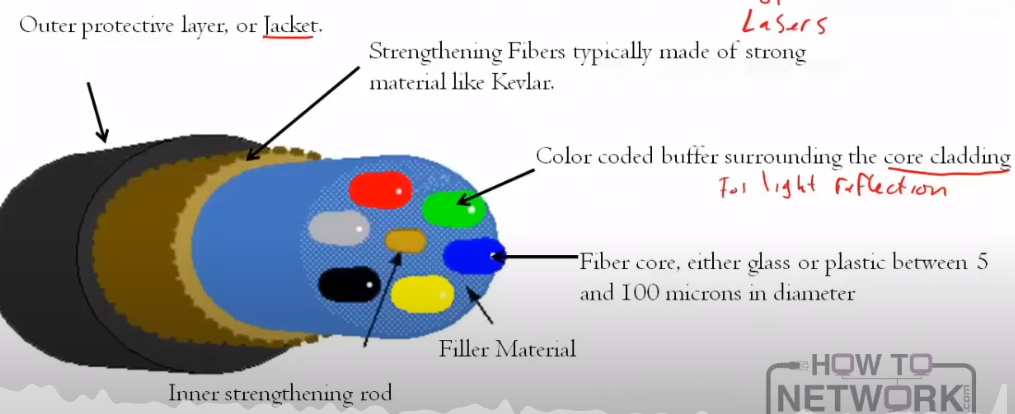 Lasers
Outer protective layer, or Jacket.
Strengthening Fibers typically made of strong
material like Kevlar.
Color coded buffer surrounding the core cladding
For light reflection
Fiber core, either glass or plastic between 5
and 100 microns in diameter
Filler Material
Inner strengthening rod
HOW TO
NETWORK
.com